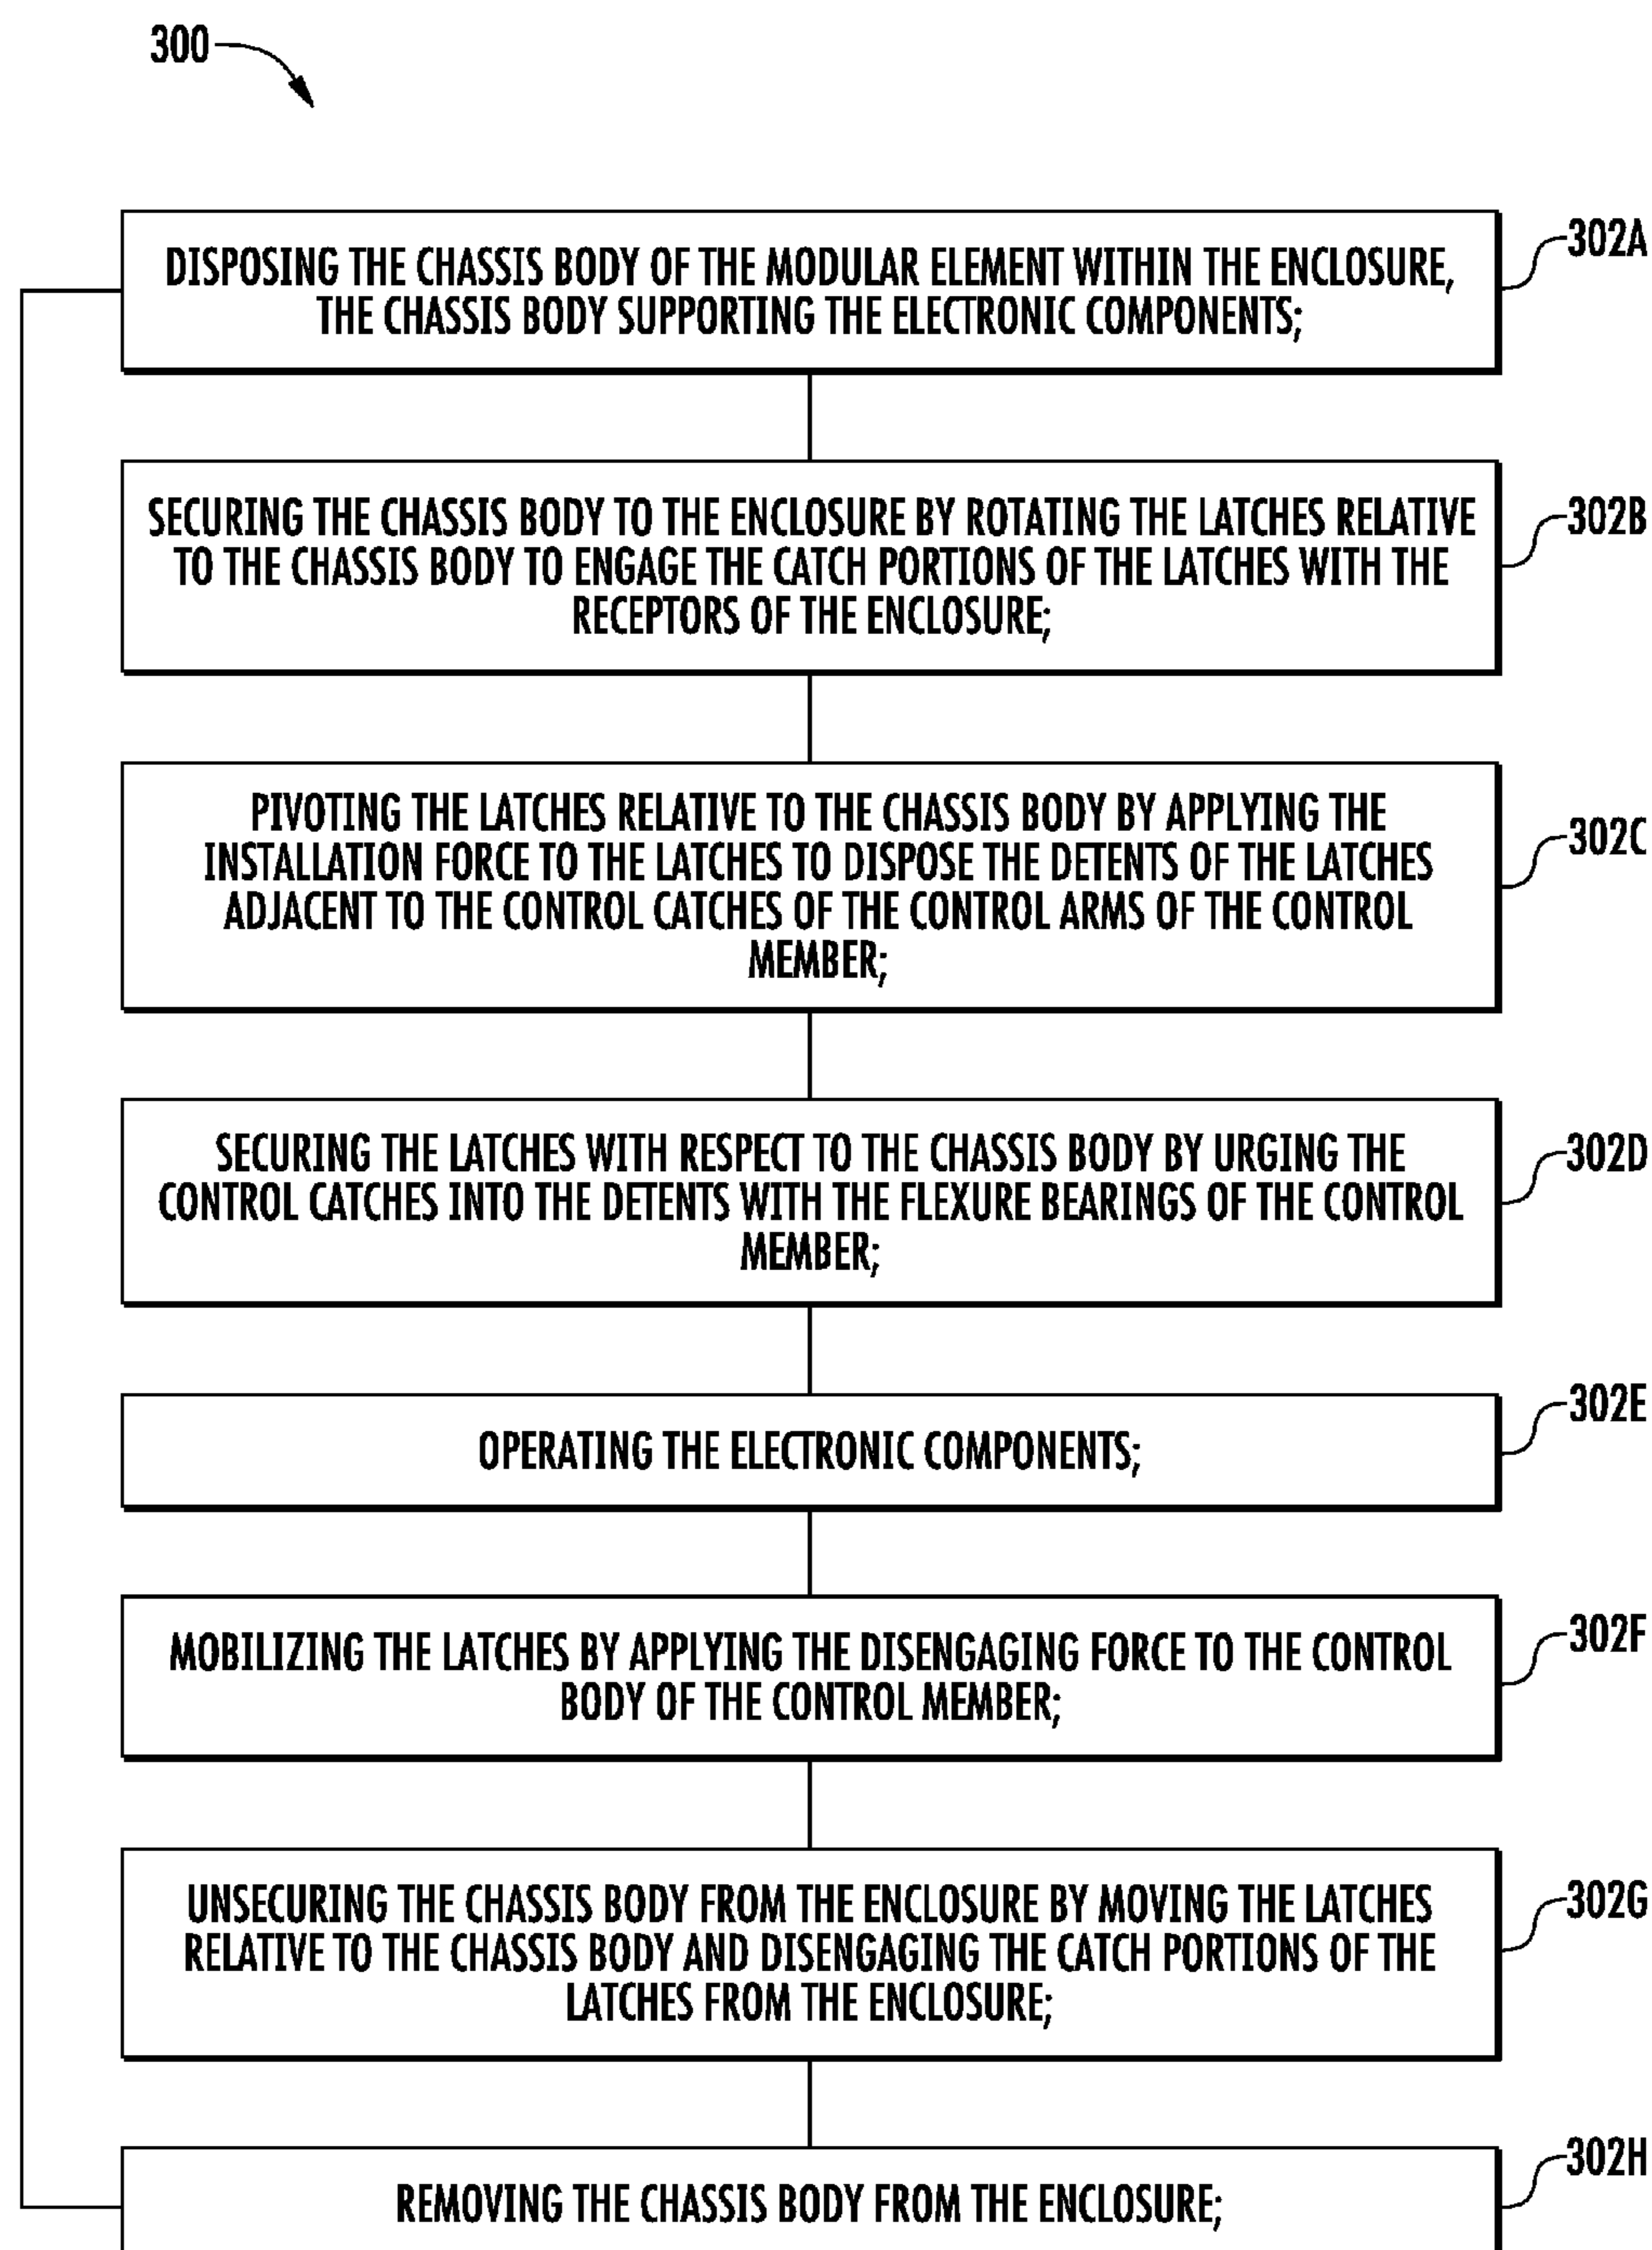 300
DISPOSING THE CHASSIS BODY OF THE MODULAR ELEMENT WITHIN THE ENCLOSURE,
THE CHASSIS BODY SUPPORTING THE ELECTRONIC COMPONENTS;
302A
SECURING THE CHASSIS BODY TO THE ENCLOSURE BY ROTATING THE LATCHES RELATIVE
TO THE CHASSIS BODY TO ENGAGE THE CATCH PORTIONS OF THE LATCHES WITH THE
RECEPTORS OF THE ENCLOSURE;
302B
PIVOTING THE LATCHES RELATIVE TO THE CHASSIS BODY BY APPLYING THE
INSTALLATION FORCE TO THE LATCHES TO DISPOSE THE DETENTS OF THE LATCHES
ADJACENT TO THE CONTROL CATCHES OF THE CONTROL ARMS OF THE CONTROL
MEMBER;
302C
SECURING THE LATCHES WITH RESPECT TO THE CHASSIS BODY BY URGING THE
CONTROL CATCHES INTO THE DETENTS WITH THE FLEXURE BEARINGS OF THE CONTROL
MEMBER;
302D
OPERATING THE ELECTRONIC COMPONENTS;
302E
MOBILIZING THE LATCHES BY APPLYING THE DISENGAGING FORCE TO THE CONTROL
BODY OF THE CONTROL MEMBER;
302F
UNSECURING THE CHASSIS BODY FROM THE ENCLOSURE BY MOVING THE LATCHES
RELATIVE TO THE CHASSIS BODY AND DISENGAGING THE CATCH PORTIONS OF THE
LATCHES FROM THE ENCLOSURE;
302G
REMOVING THE CHASSIS BODY FROM THE ENCLOSURE;
302H